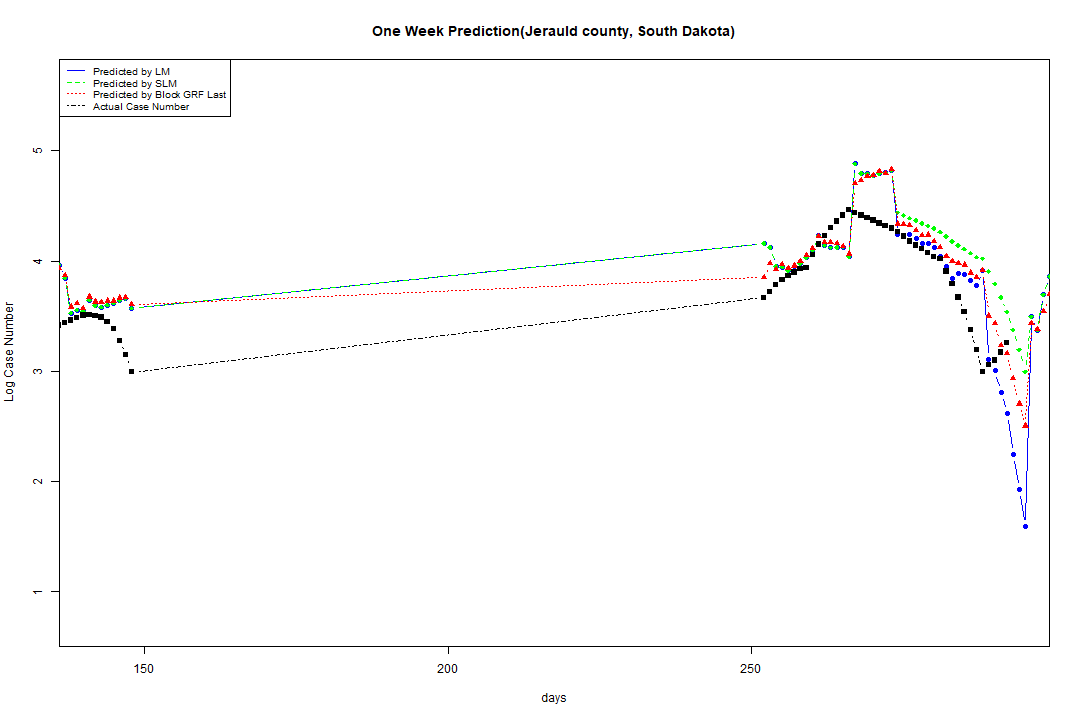 One Week Prediction(Jerauld county, South Dakota)
Predicted by LM
Predicted by SLM
Predicted by Block GRF Last
Actual Case Number
5
4
3
2
1
Log Case Number
150
200
250
days